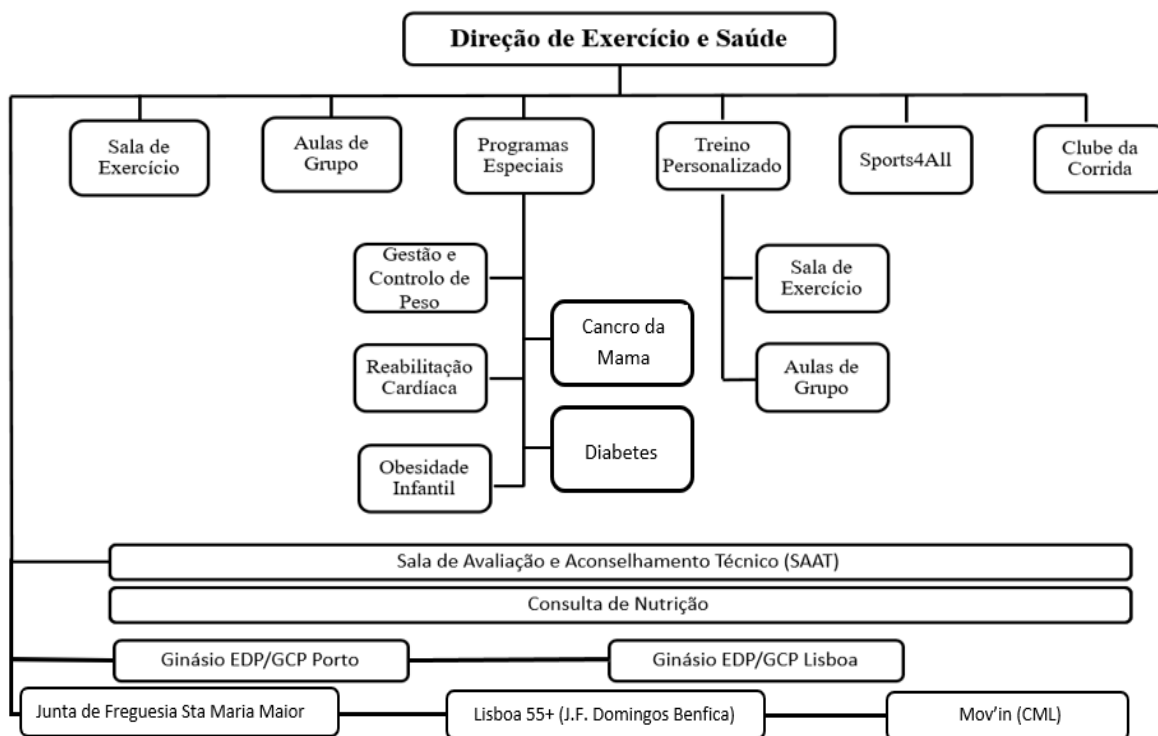 Direção de Exercício e Saúde
Sala de
Exercício
Aulas de
Grupo
Programas
Especiais
Treino
Personalizado
Sports4All
Clube da
Corrida
Gestão e
Controlo de
Peso
Cancro da
Mama
Reabilitação
Cardíaca
Diabetes
Obesidade
Infantil
Sala de
Exercício
Aulas de
Grupo
Sala de Avaliação e Aconselhamento Técnico (SAAT)
Consulta de Nutrição
Ginásio EDP/GCP Porto
Ginásio EDP/GCP Lisboa
Junta de Freguesia Sta Maria Maior
Lisboa 55+ (J.F. Domingos Benfica)
Mov’in (CML)